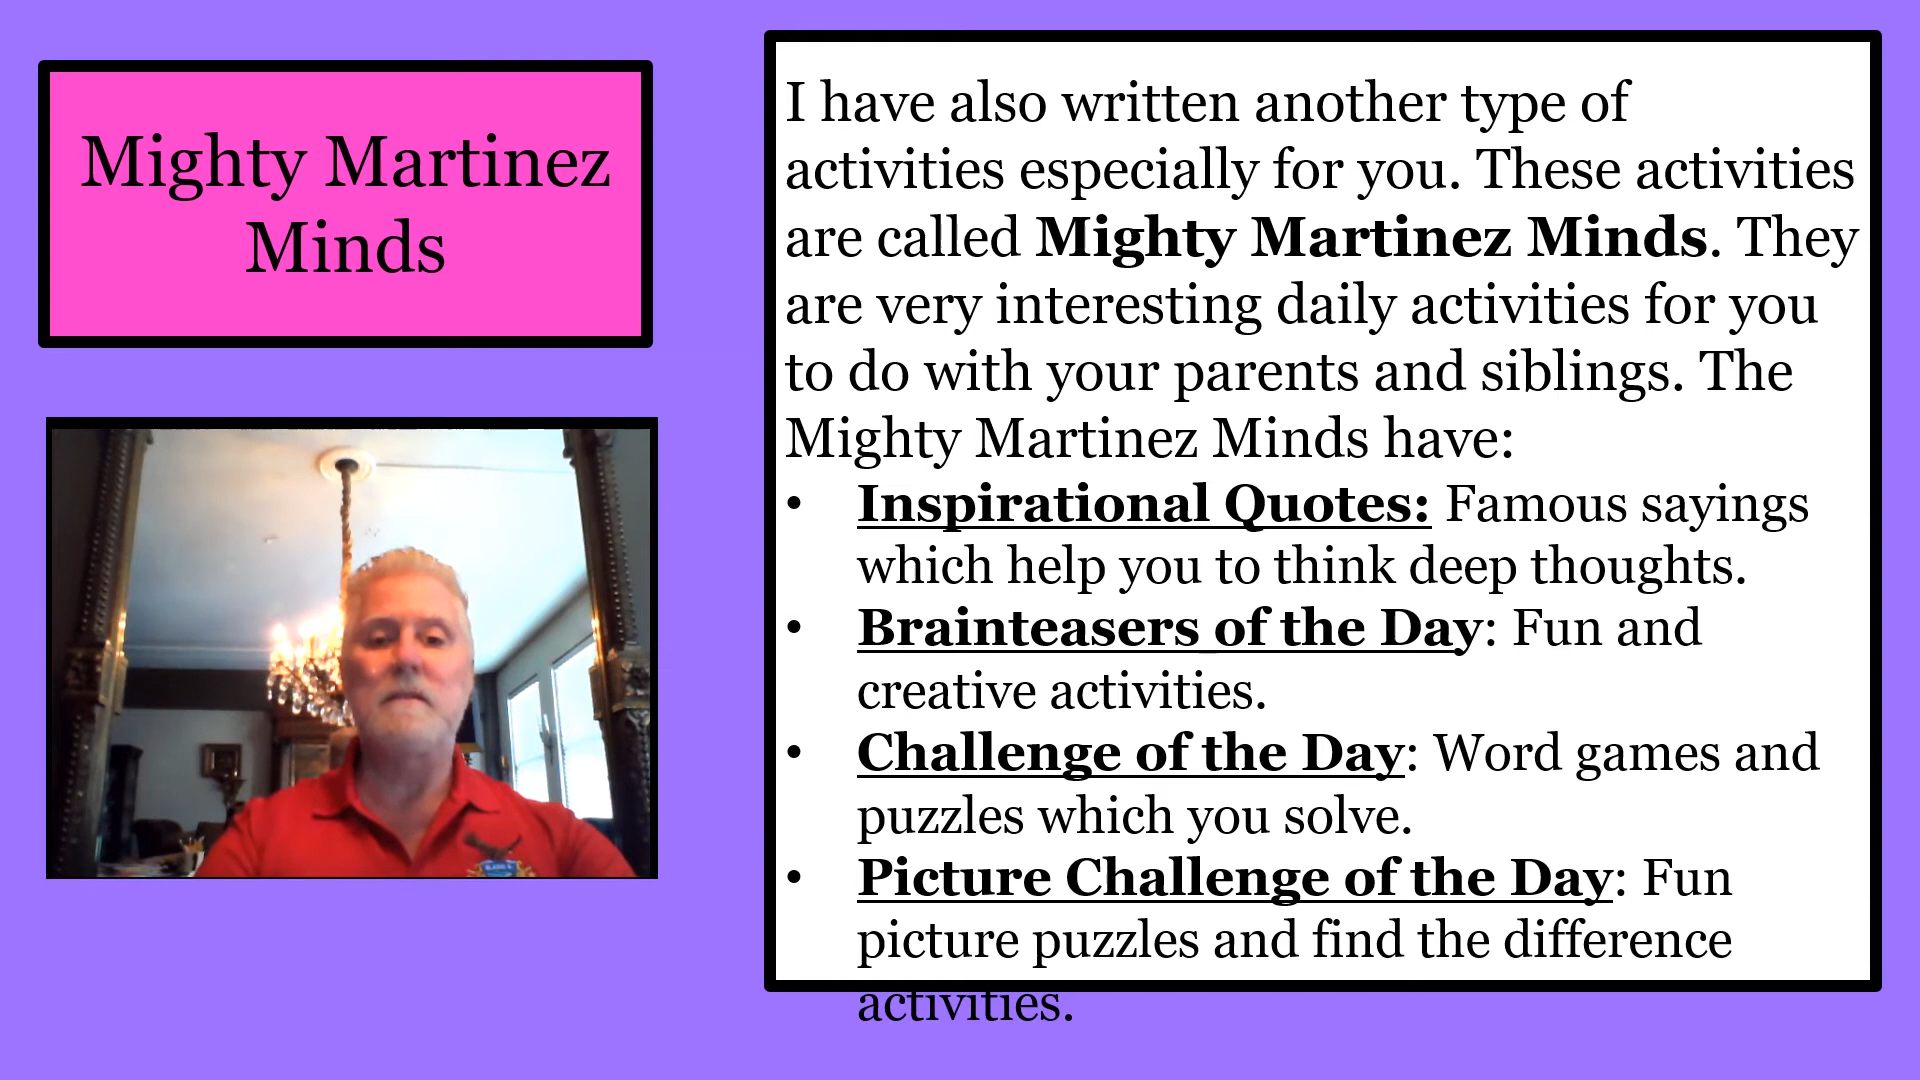 Mighty Martinez
Minds
I have also written another type of
activities especially for you. These activities
are called Mighty Martinez Minds. They
are very interesting daily activities for you
to do with your parents and siblings. The
Mighty Martinez Minds have:
• Inspirational Quotes: Famous sayings
which help you to think deep thoughts.
• Brainteasers of the Day: Fun and
creative activities.
• Challenge of the Day: Word games and
puzzles which you solve.
• Picture Challenge of the Day: Fun
picture puzzles and find the difference
activities.